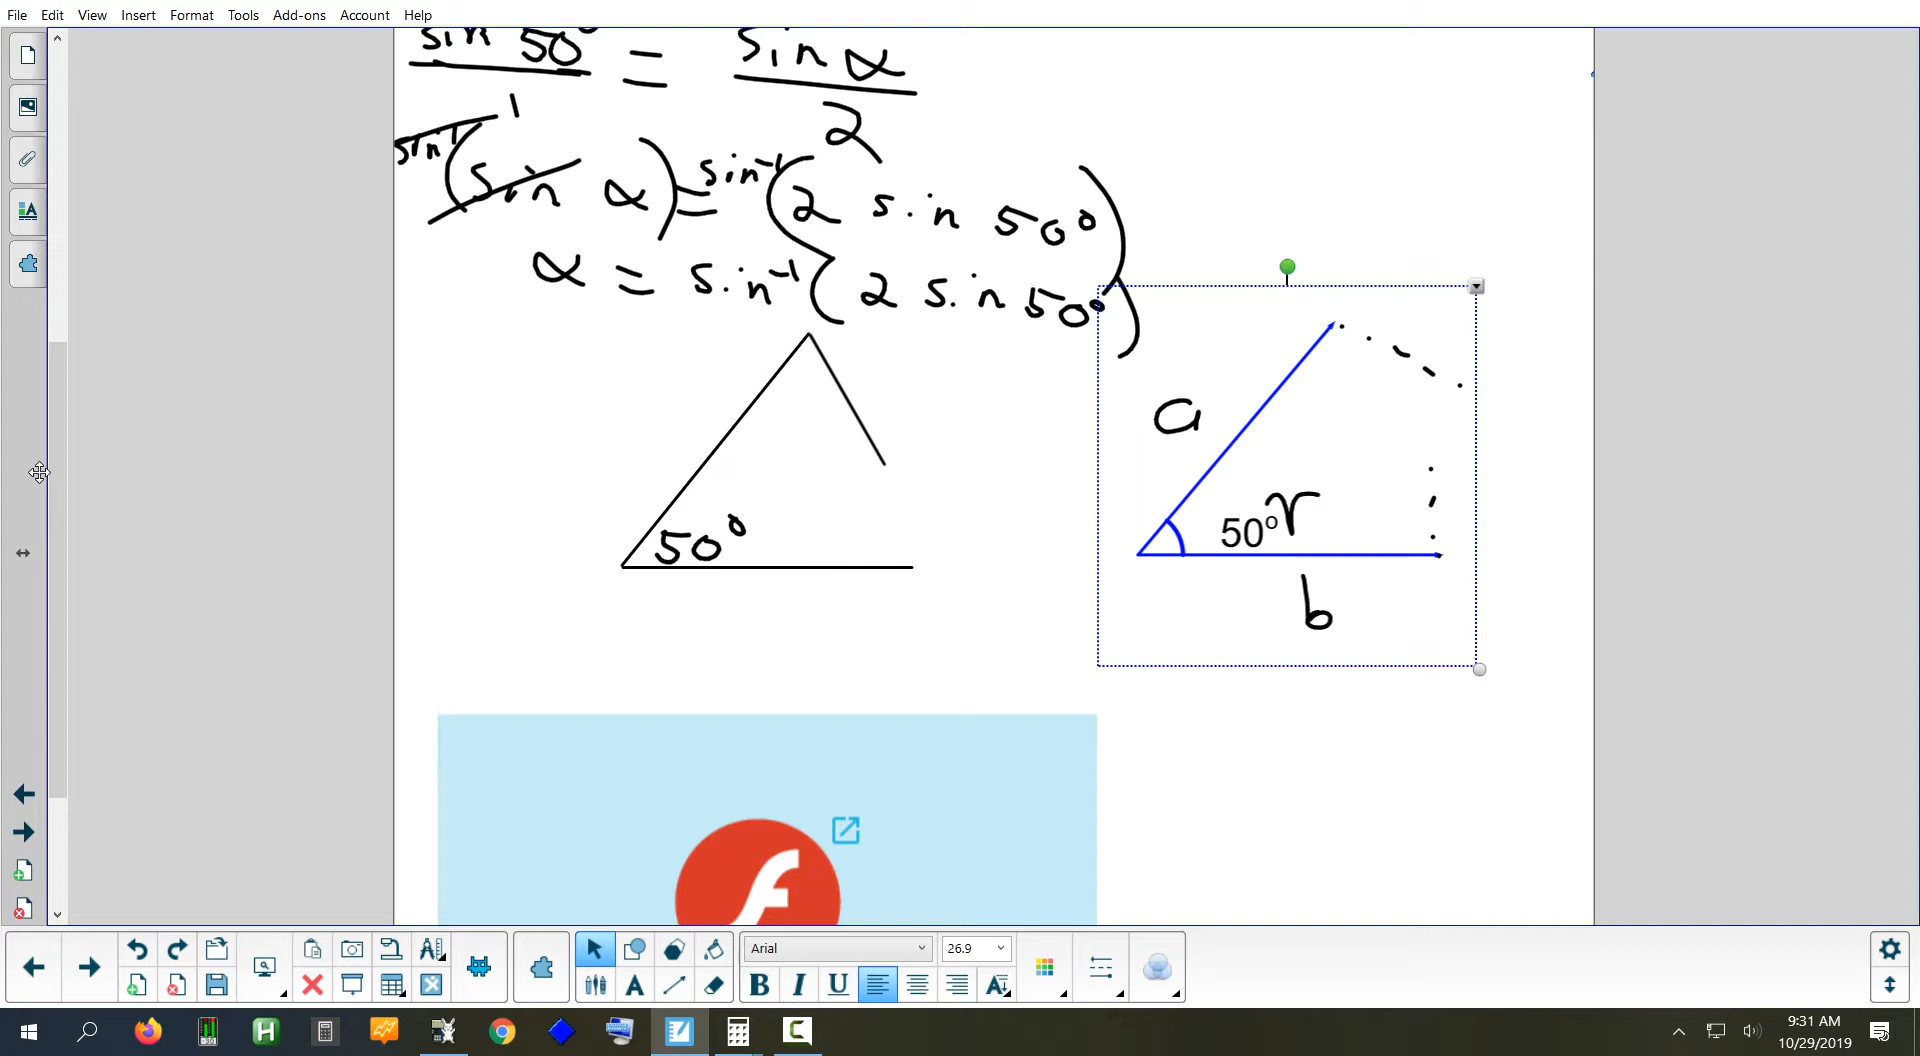 File Edit View Insert Format Tools Add-ons Account Help
sin 50° = sin α
1 2
sin⁻¹(sin α) = sin⁻¹(2 sin 50°)
α = sin⁻¹(2 sin 50°)
a
50°
50° γ
b
Arial 26.9
B I U A
9:31 AM
10/29/2019